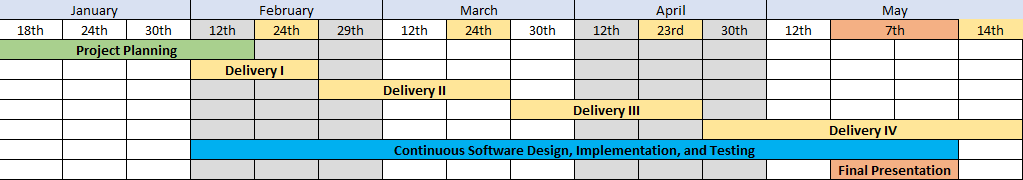 January February March April May
18th 24th 30th 12th 24th 29th 12th 24th 30th 12th 23rd 30th 12th 7th 14th
Project Planning
Delivery I
Delivery II
Delivery III
Delivery IV
Continuous Software Design, Implementation, and Testing
Final Presentation